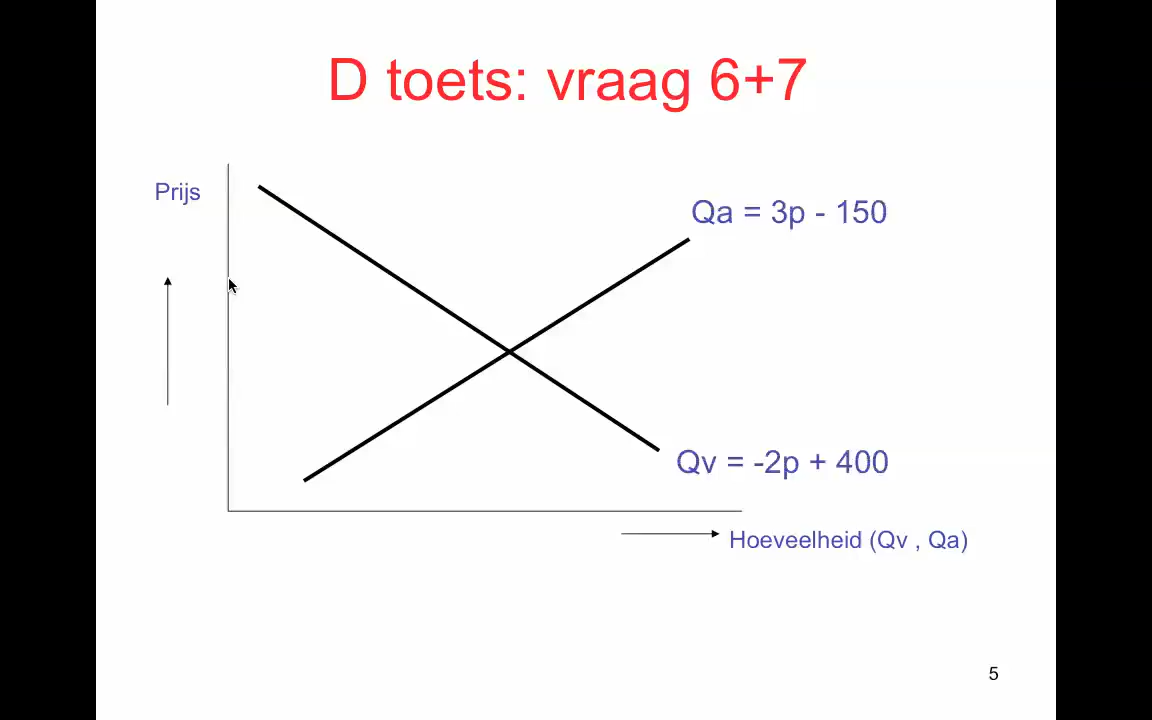 D toets: vraag 6+7
Prijs
Qa = 3p - 150
Qv = -2p + 400
Hoeveelheid (Qv , Qa)
5